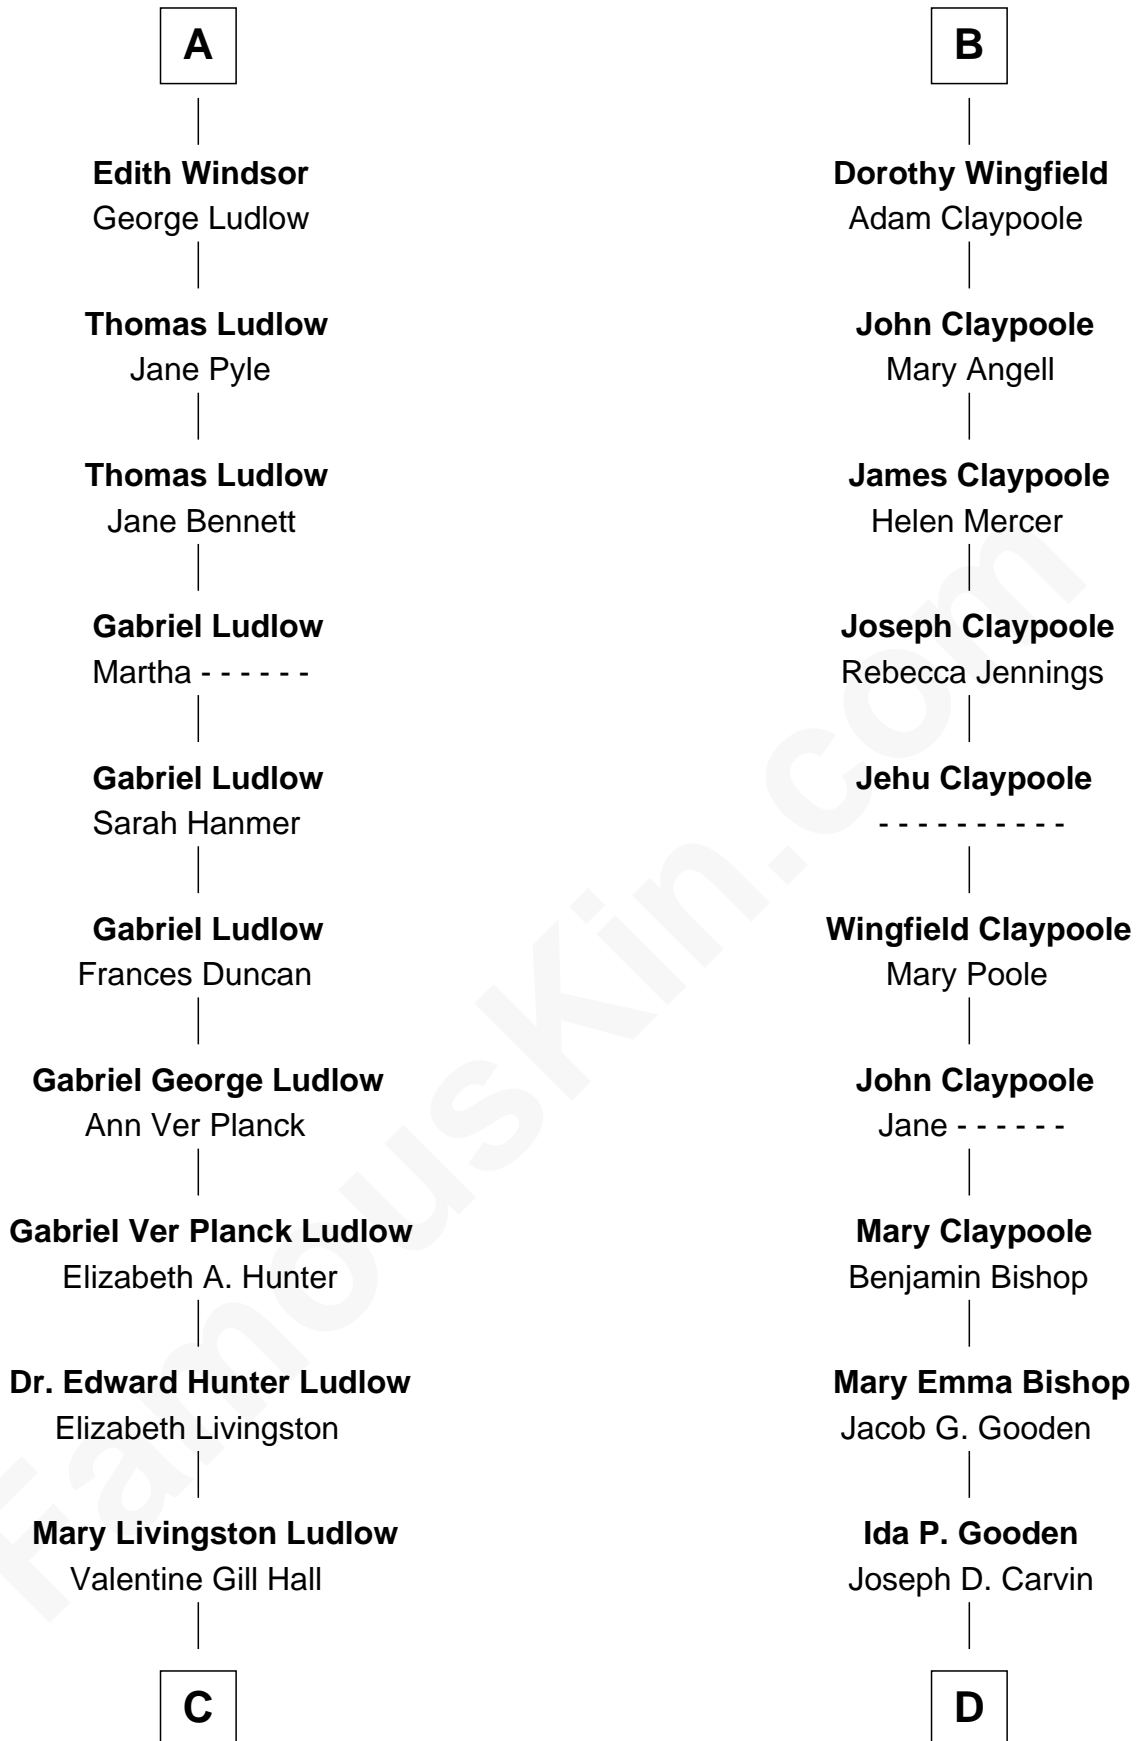 A
Edith Windsor
George Ludlow
Thomas Ludlow
Jane Pyle
Thomas Ludlow
Jane Bennett
Gabriel Ludlow
Martha - - - - - -
Gabriel Ludlow
Sarah Hanmer
Gabriel Ludlow
Frances Duncan
Gabriel George Ludlow
Ann Ver Planck
Gabriel Ver Planck Ludlow
Elizabeth A. Hunter
Dr. Edward Hunter Ludlow
Elizabeth Livingston
Mary Livingston Ludlow
Valentine Gill Hall
C
B
Dorothy Wingfield
Adam Claypoole
John Claypoole
Mary Angell
James Claypoole
Helen Mercer
Joseph Claypoole
Rebecca Jennings
Jehu Claypoole
- - - - - - - - - -
Wingfield Claypoole
Mary Poole
John Claypoole
Jane - - - - - -
Mary Claypoole
Benjamin Bishop
Mary Emma Bishop
Jacob G. Gooden
Ida P. Gooden
Joseph D. Carvin
D
FamousKin.com